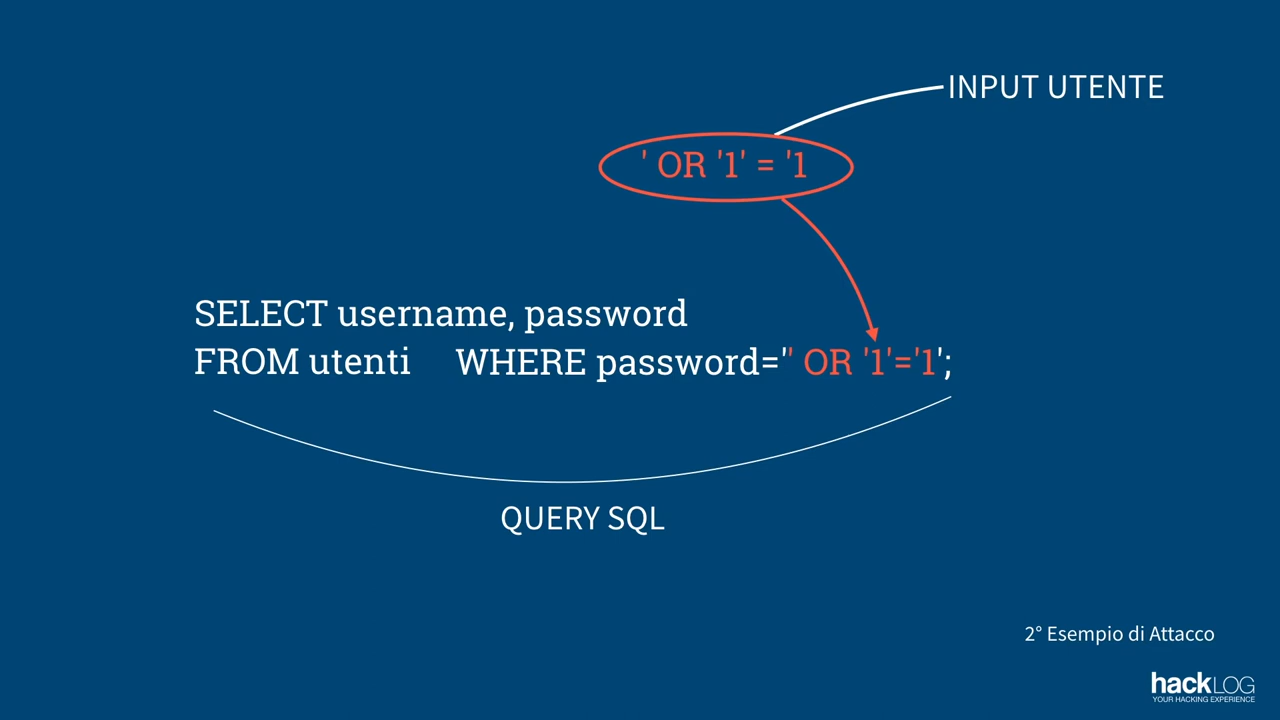 INPUT UTENTE
' OR '1' = '1
SELECT username, password
FROM utenti WHERE password='' OR '1'='1';
QUERY SQL
2° Esempio di Attacco
hackLOG
YOUR HACKING EXPERIENCE